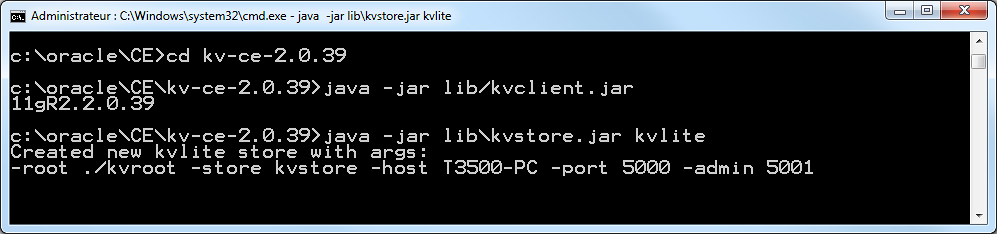 Administrateur : C:\Windows\system32\cmd.exe - java  -jar lib\kvstore.jar kvlite
c:\oracle\CE>cd kv-ce-2.0.39
c:\oracle\CE\kv-ce-2.0.39>java -jar lib/kvclient.jar
11gR2.2.0.39
c:\oracle\CE\kv-ce-2.0.39>java -jar lib\kvstore.jar kvlite
Created new kvlite store with args:
-root ./kvroot -store kvstore -host T3500-PC -port 5000 -admin 5001